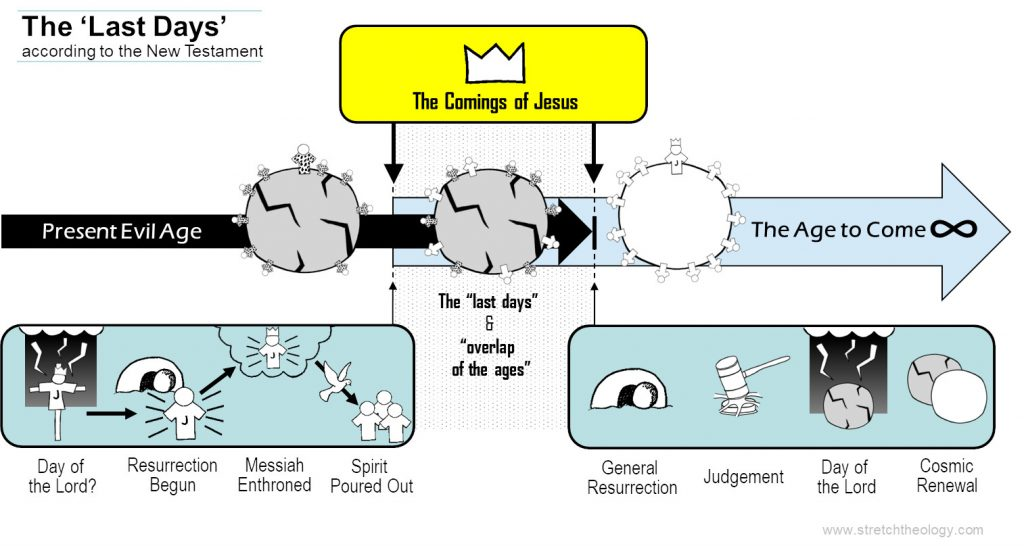 The ‘Last Days’
according to the New Testament
The Comings of Jesus
J
Present Evil Age
The Age to Come ∞
The “last days”
&
“overlap
of the ages”
J
J
J
Day of
the Lord?
Resurrection
Begun
Messiah
Enthroned
Spirit
Poured Out
General
Resurrection
Judgement
Day of
the Lord
Cosmic
Renewal
www.stretchtheology.com